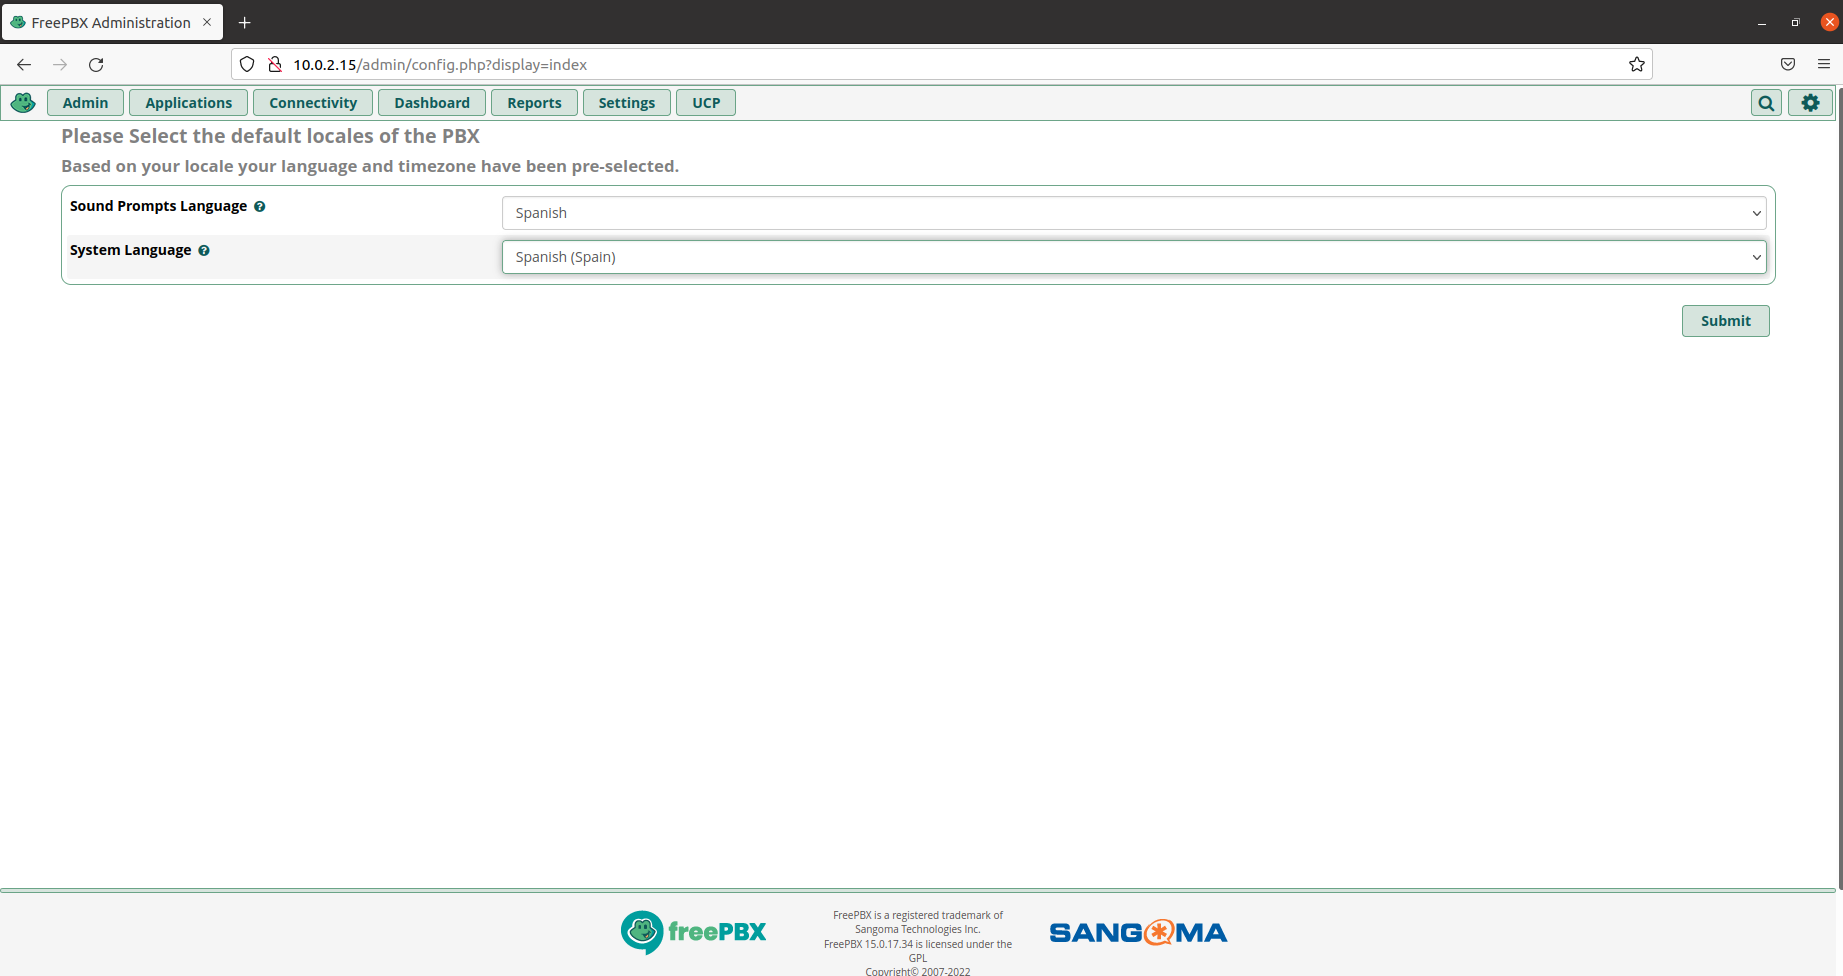 FreePBX Administration
10.0.2.15/admin/config.php?display=index
Admin Applications Connectivity Dashboard Reports Settings UCP
Please Select the default locales of the PBX
Based on your locale your language and timezone have been pre-selected.
Sound Prompts Language
Spanish
System Language
Spanish (Spain)
Submit
freePBX
FreePBX is a registered trademark of
Sangoma Technologies Inc.
FreePBX 15.0.17.34 is licensed under the
GPL
Copyright© 2007-2022
SANGOMA